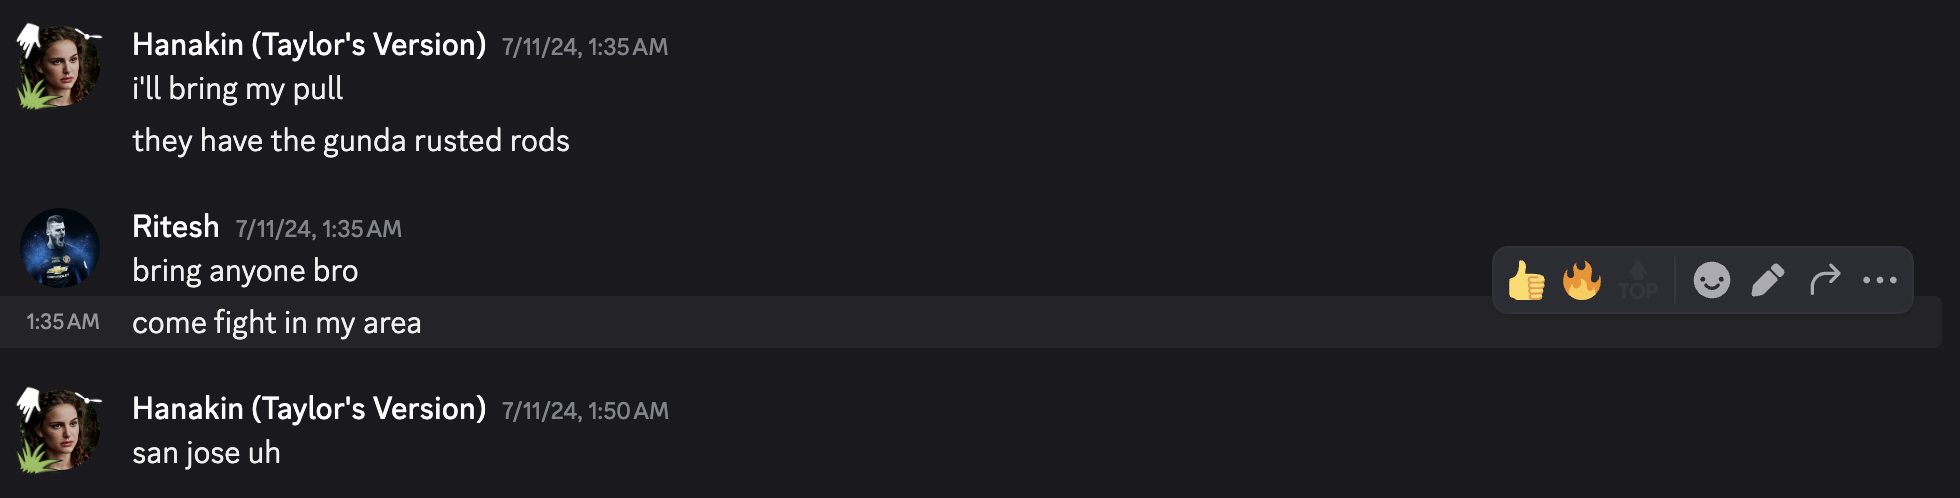 Hanakin (Taylor's Version) 7/11/24, 1:35 AM
i'll bring my pull
they have the gunda rusted rods
Ritesh 7/11/24, 1:35 AM
bring anyone bro
TOP
1:35 AM come fight in my area
Hanakin (Taylor's Version) 7/11/24, 1:50 AM
san jose uh